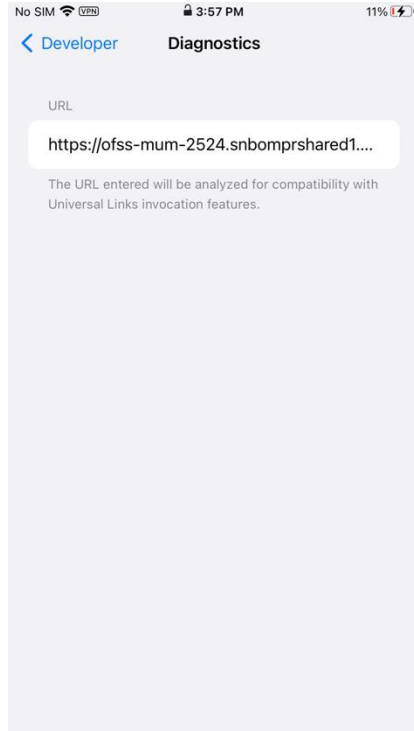 No SIM VPN 3:57 PM 11%
Developer Diagnostics
URL
https://ofss-mum-2524.snbomprshared1....
The URL entered will be analyzed for compatibility with
Universal Links invocation features.